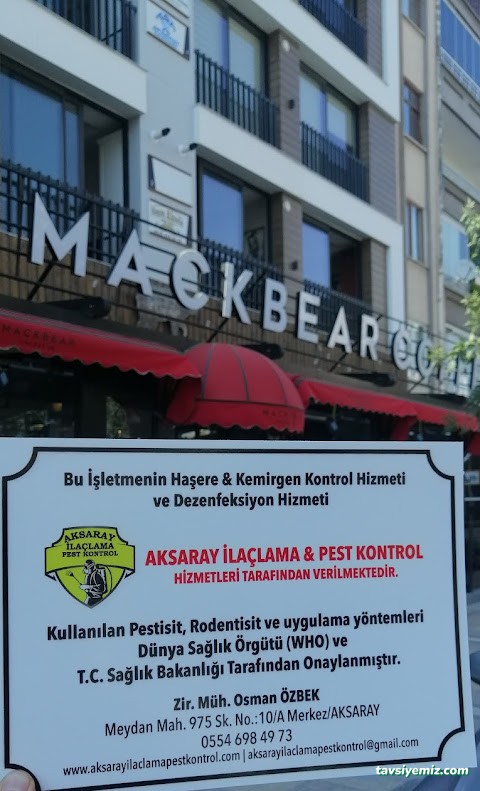 MACKBEAR
MACKBEAR
MACKB
Bu İşletmenin Haşere & Kemirgen Kontrol Hizmeti
ve Dezenfeksiyon Hizmeti
AKSARAY
İLAÇLAMA
PEST KONTROL
AKSARAY İLAÇLAMA & PEST KONTROL
HİZMETLERİ TARAFINDAN VERİLMEKTEDİR.
Kullanılan Pestisit, Rodentisit ve uygulama yöntemleri
Dünya Sağlık Örgütü (WHO) ve
T.C. Sağlık Bakanlığı Tarafından Onaylanmıştır.
Zir. Müh. Osman ÖZBEK
Meydan Mah. 975 Sk. No.:10/A Merkez/AKSARAY
0554 698 49 73
www.aksarayilaclamapestkontrol.com | aksarayilaclamapestkontrol@gmail.com
tavsiyemiz.com